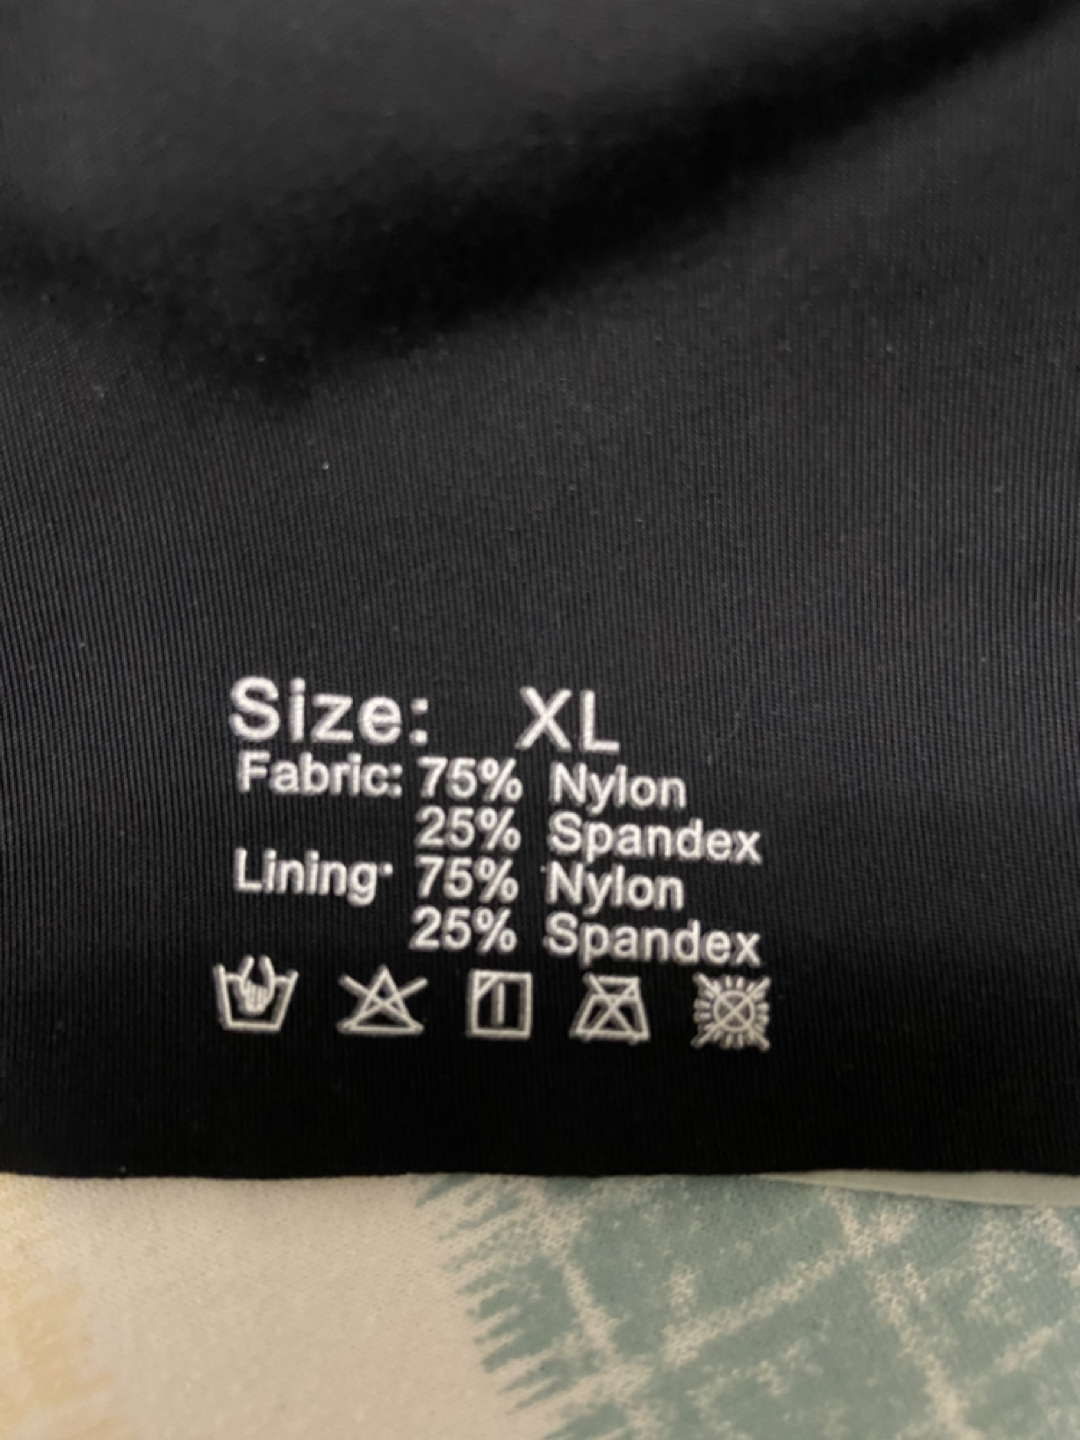 Size: XL
Fabric: 75% Nylon
25% Spandex
Lining: 75% Nylon
25% Spandex